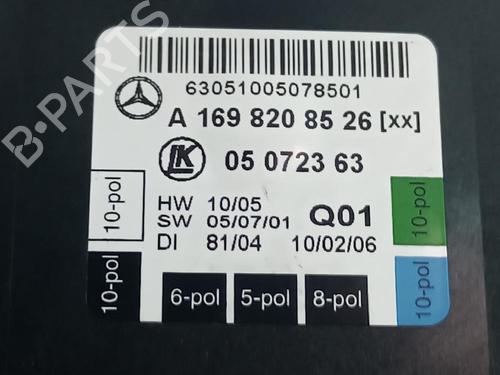 63051005078501
A 169 820 85 26 [xx]
LK 05 0723 63
HW 10/05
SW 05/07/01 Q01
DI 81/04 10/02/06
10-pol
10-pol
10-pol
10-pol
6-pol 5-pol 8-pol
B-PARTS